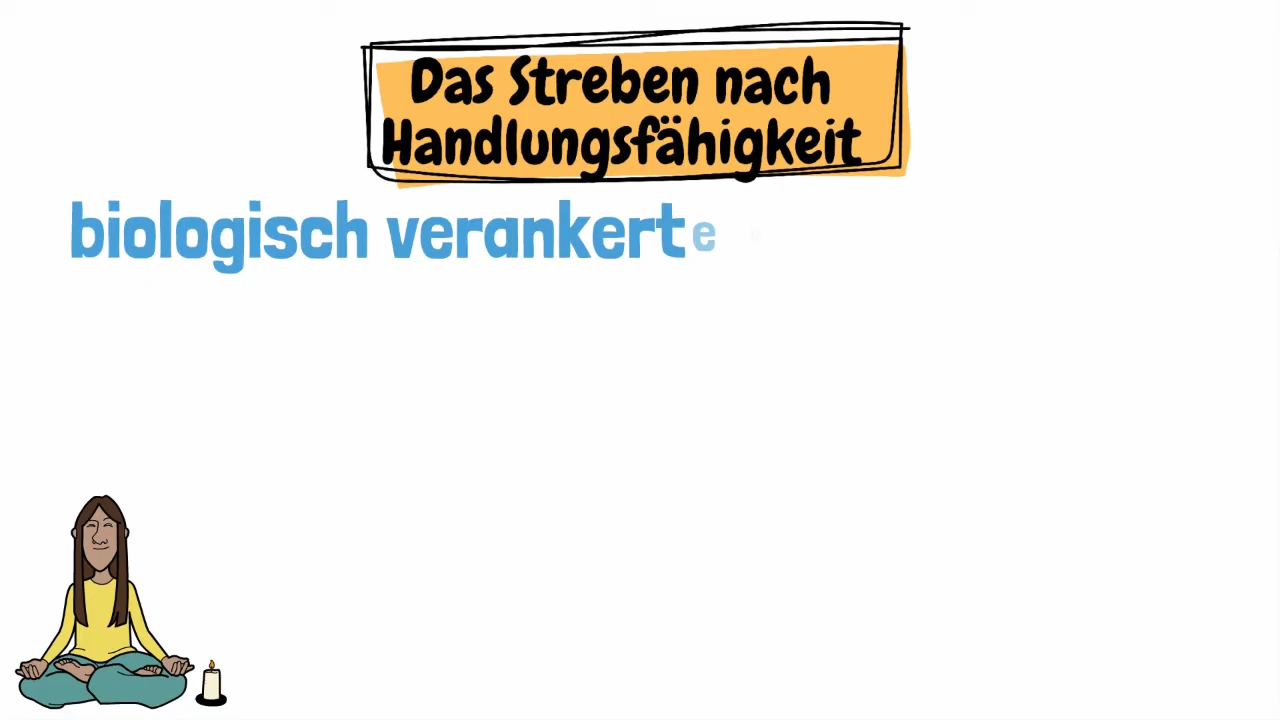 Das Streben nach
Handlungsfähigkeit
biologisch verankerte